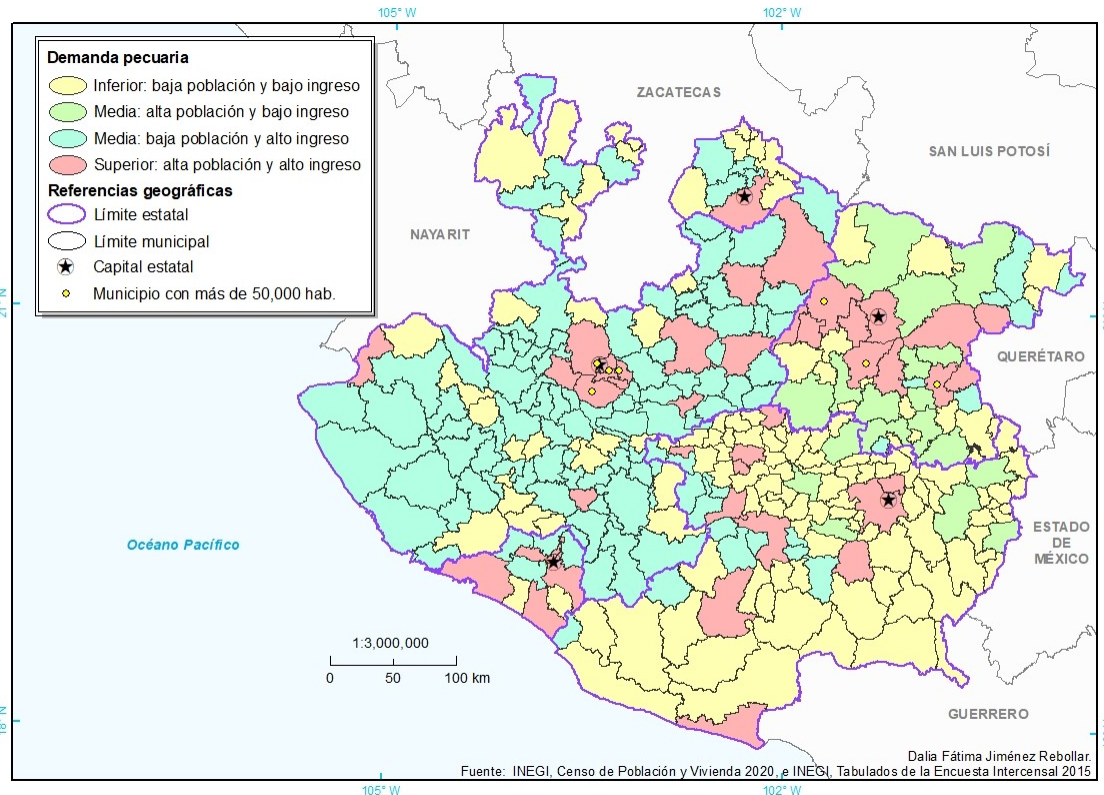 105° W
102° W
Demanda pecuaria
Inferior: baja población y bajo ingreso
Media: alta población y bajo ingreso
Media: baja población y alto ingreso
Superior: alta población y alto ingreso
Referencias geográficas
Límite estatal
Límite municipal
Capital estatal
Municipio con más de 50,000 hab.
ZACATECAS
SAN LUIS POTOSÍ
NAYARIT
21° N
QUERÉTARO
ESTADO
DE
MÉXICO
Océano Pacífico
1:3,000,000
0 50 100 km
GUERRERO
18° N
Dalia Fátima Jiménez Rebollar.
Fuente: INEGI, Censo de Población y Vivienda 2020, e INEGI, Tabulados de la Encuesta Intercensal 2015
105° W
102° W